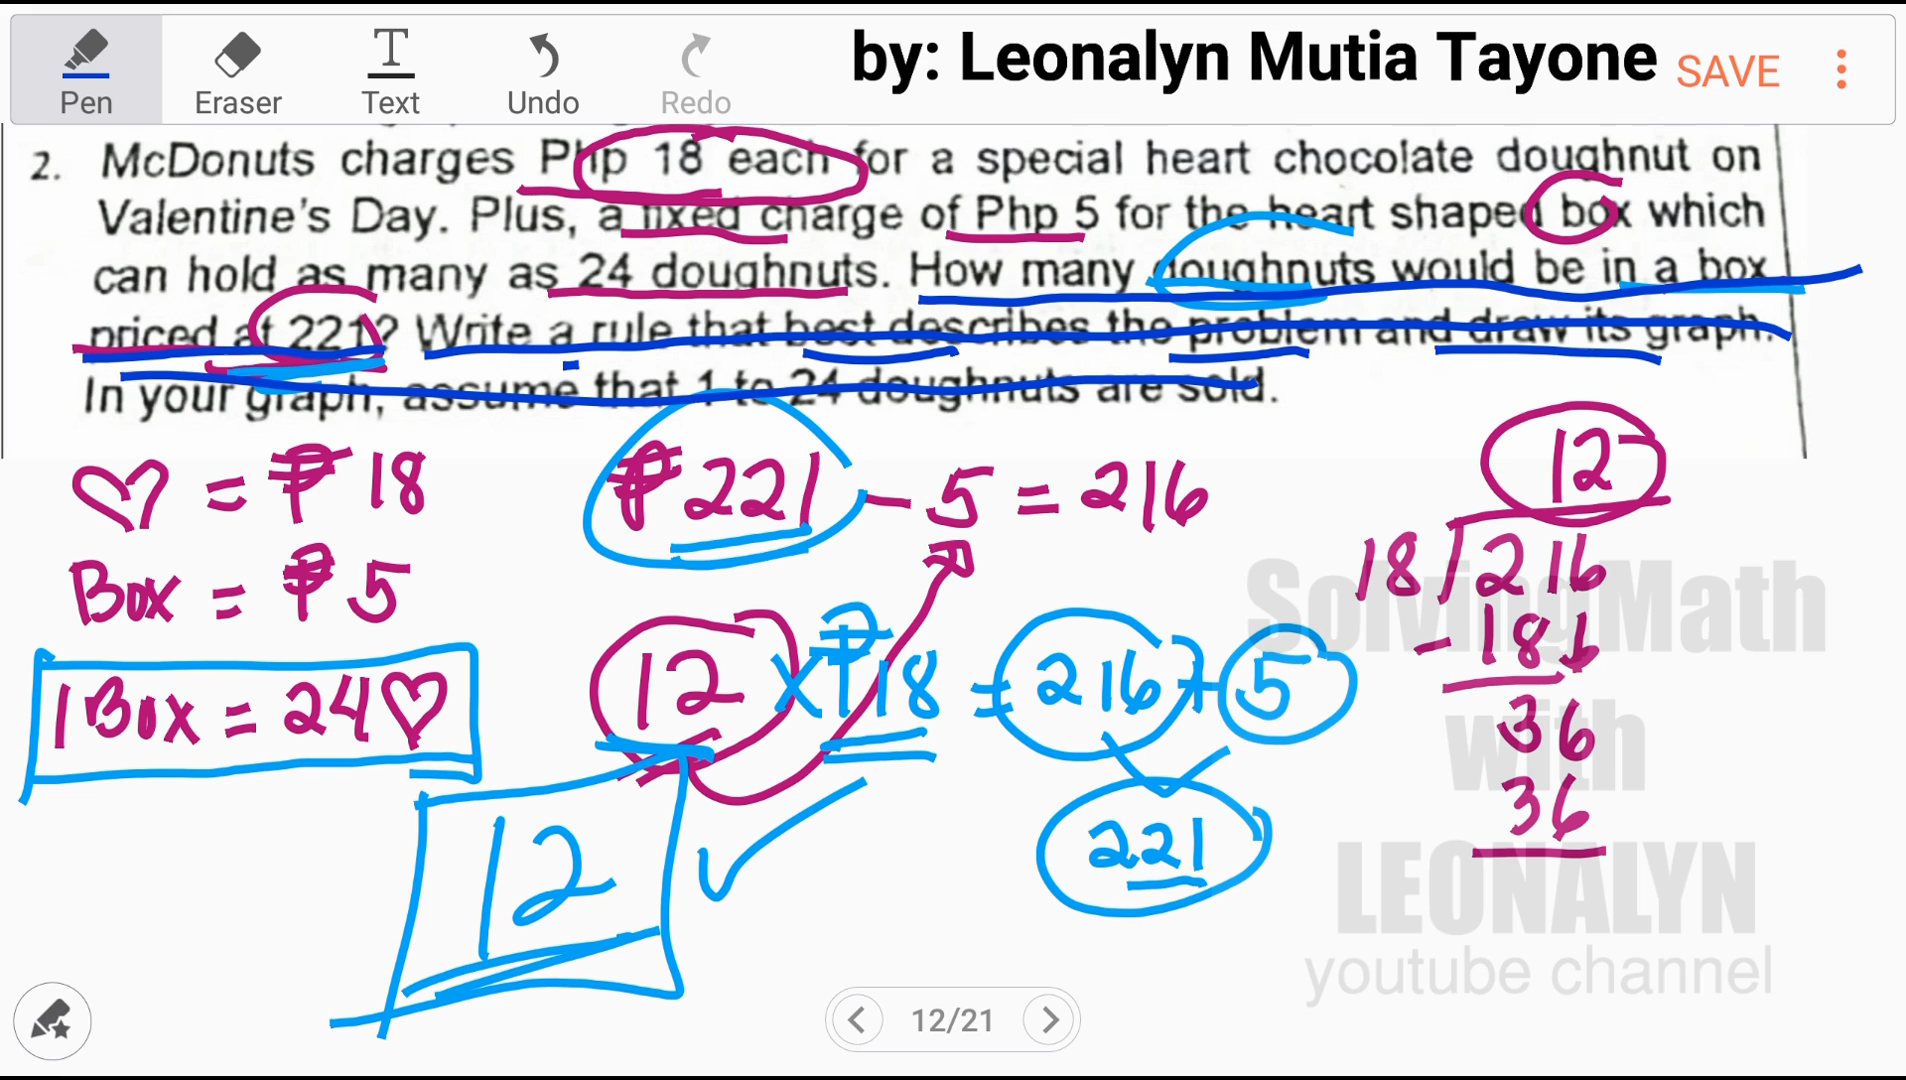 Pen
Eraser
Text
Undo
Redo
by: Leonalyn Mutia Tayone
SAVE
2. McDonuts charges Php 18 each for a special heart chocolate doughnut on
Valentine's Day. Plus, a fixed charge of Php 5 for the heart shaped box which
can hold as many as 24 doughnuts. How many doughnuts would be in a box
priced at 221? Write a rule that best describes the problem and draw its graph.
In your graph, assume that 1 to 24 doughnuts are sold.
♡ = ₱ 18
₱ 221 - 5 = 216
12
18 216
- 18
36
36
Box = ₱ 5
1 Box = 24 ♡
12 x ₱18 = 216 + 5
221
12
SolvingMath
with
LEONALYN
youtube channel
12/21